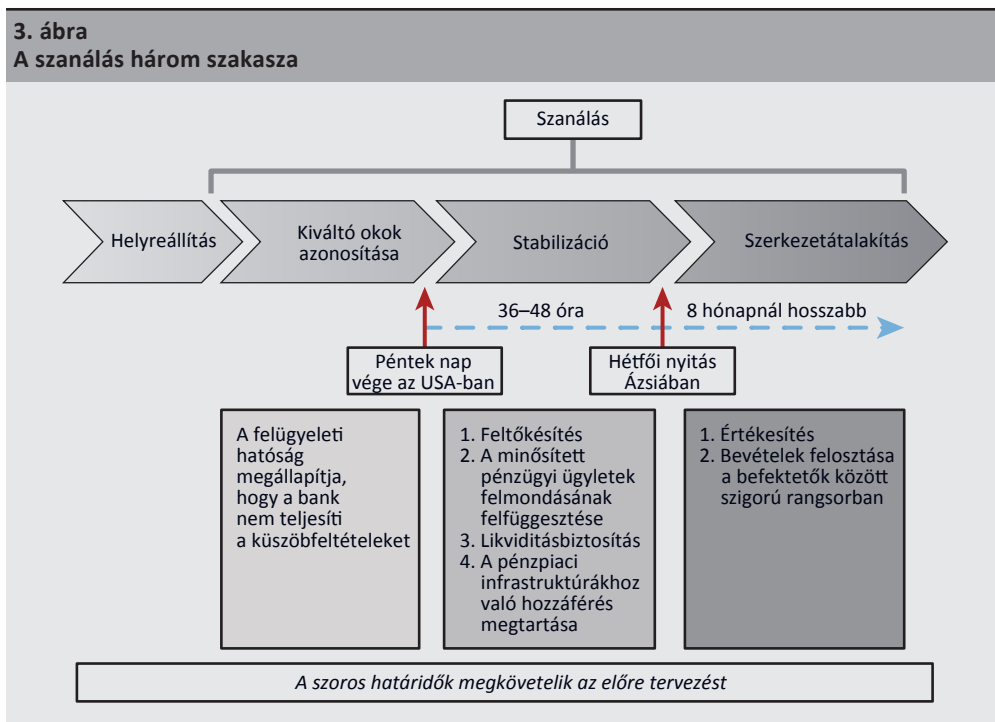 3. ábra
A szanálás három szakasza
Szanálás
Helyreállítás
Kiváltó okok
azonosítása
Stabilizáció
Szerkezetátalakítás
36–48 óra
8 hónapnál hosszabb
Péntek nap
vége az USA-ban
Hétfői nyitás
Ázsiában
A felügyeleti
hatóság
megállapítja,
hogy a bank
nem teljesíti
a küszöbfeltételeket
1. Feltőkésítés
2. A minősített
pénzügyi ügyletek
felmondásának
felfüggesztése
3. Likviditásbiztosítás
4. A pénzpiaci
infrastruktúrákhoz
való hozzáférés
megtartása
1. Értékesítés
2. Bevételek felosztása
a befektetők között
szigorú rangsorban
A szoros határidők megkövetelik az előre tervezést